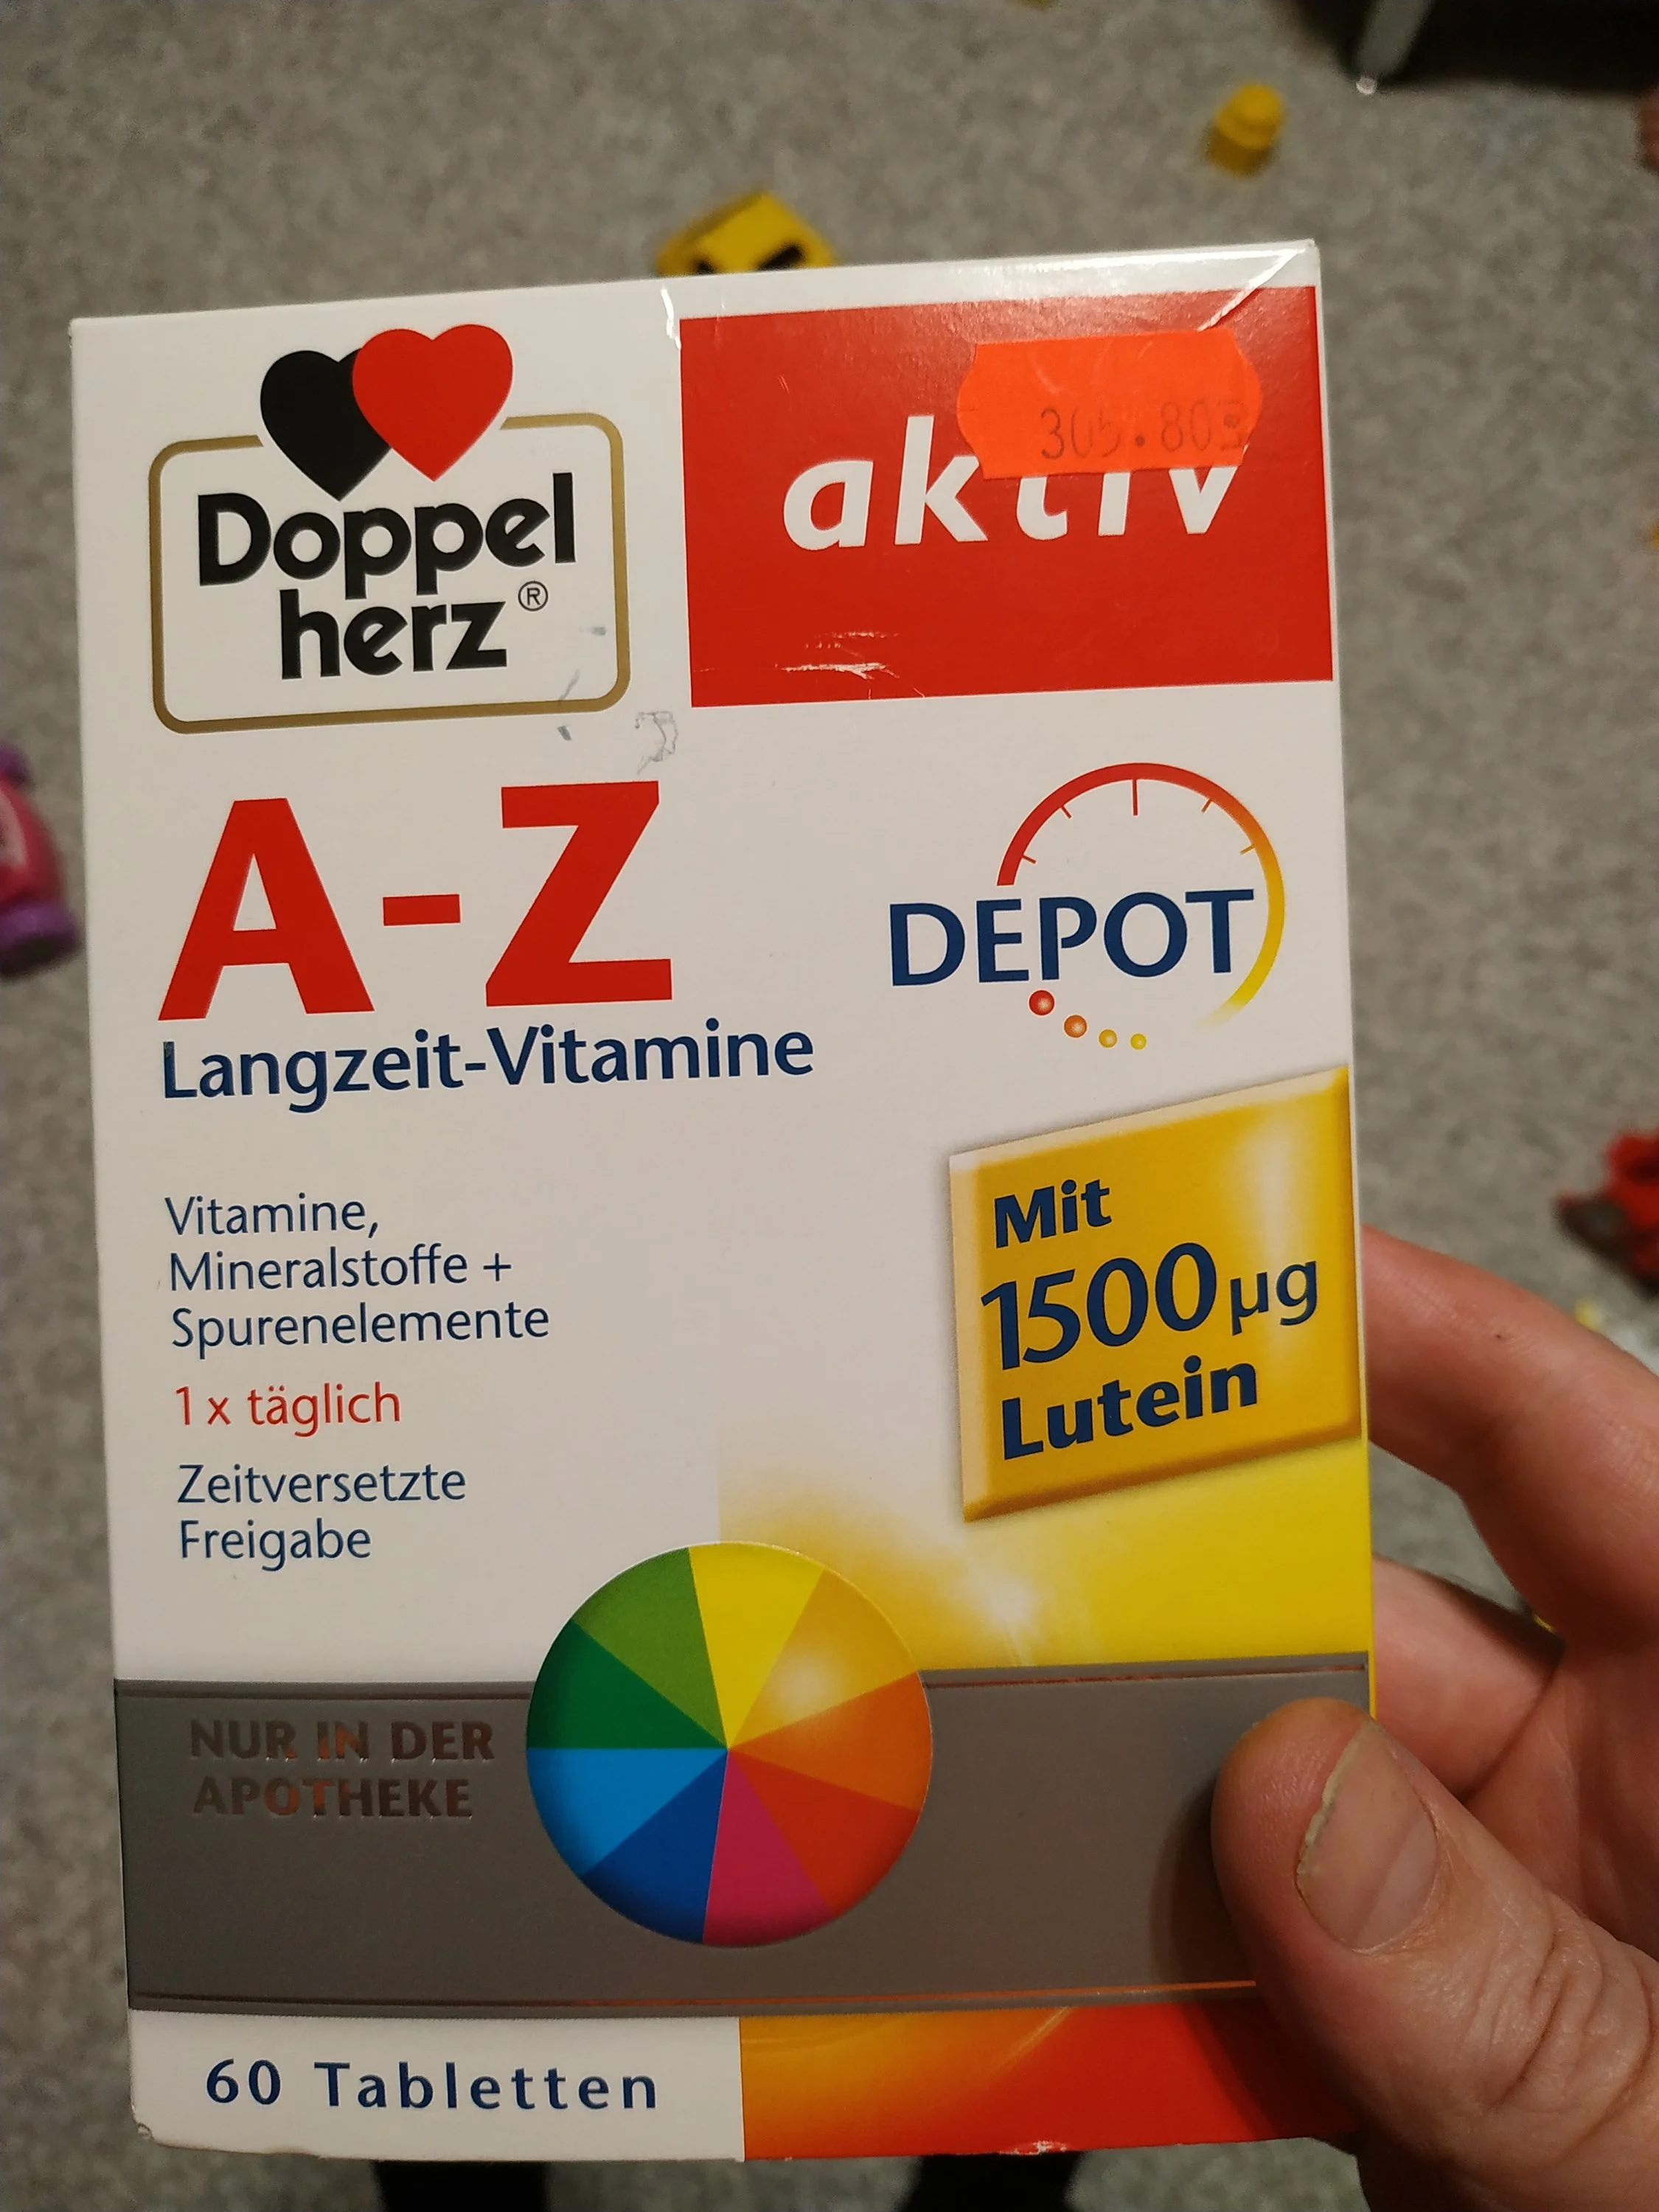 Doppel
herz®
aktiv
A-Z
Langzeit-Vitamine
DEPOT
Vitamine,
Mineralstoffe +
Spurenelemente
1 x täglich
Zeitversetzte
Freigabe
Mit
1500 µg
Lutein
NUR IN DER
APOTHEKE
60 Tabletten